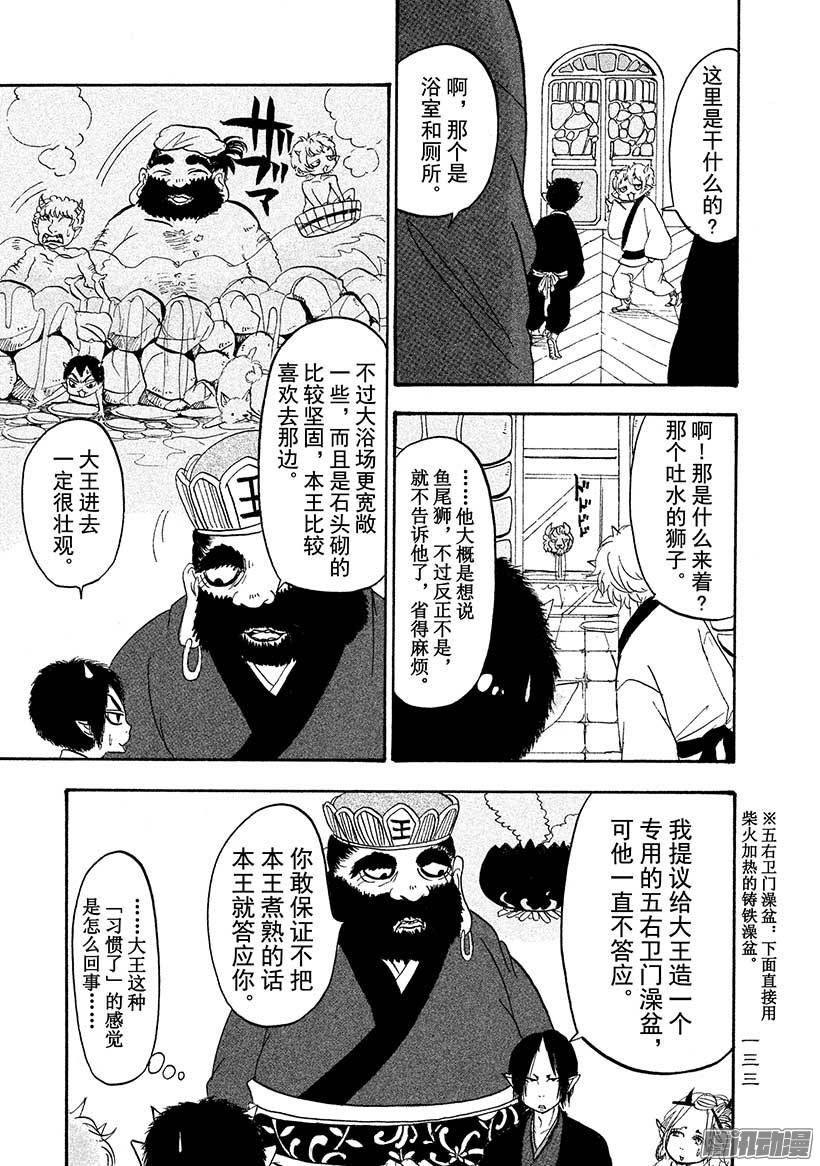 这里是干什么的？
啊，那个是
浴室和厕所。
啊！那是什么来着？
那个吐水的狮子。
……他大概是想说
鱼尾狮，不过反正不是，
就不告诉他了，省得麻烦。
不过大浴场更宽敞
一些，而且是石头砌的
比较坚固，本王比较
喜欢去那边。
大王进去
一定很壮观。
王
我提议给大王造一个
专用的五右卫门澡盆，
可他一直不答应。
王
你敢保证不把
本王煮熟的话
本王就答应你。
……大王这种
「习惯了」的感觉
是怎么回事……
※五右卫门澡盆：下面直接用
柴火加热的铸铁澡盆。
一三三
腾讯动漫